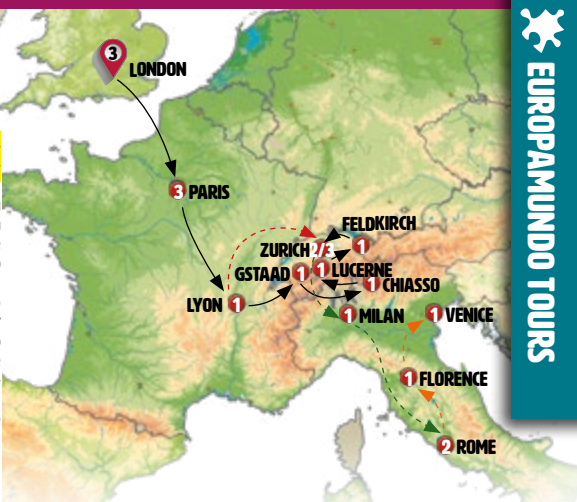 EUROPAMUNDO TOURS
3
LONDON
3 PARIS
FELDKIRCH
1
ZURICH 2/3
GSTAAD 1
1 LUCERNE
1 CHIASSO
LYON 1
1 MILAN
1 VENICE
1 FLORENCE
2 ROME